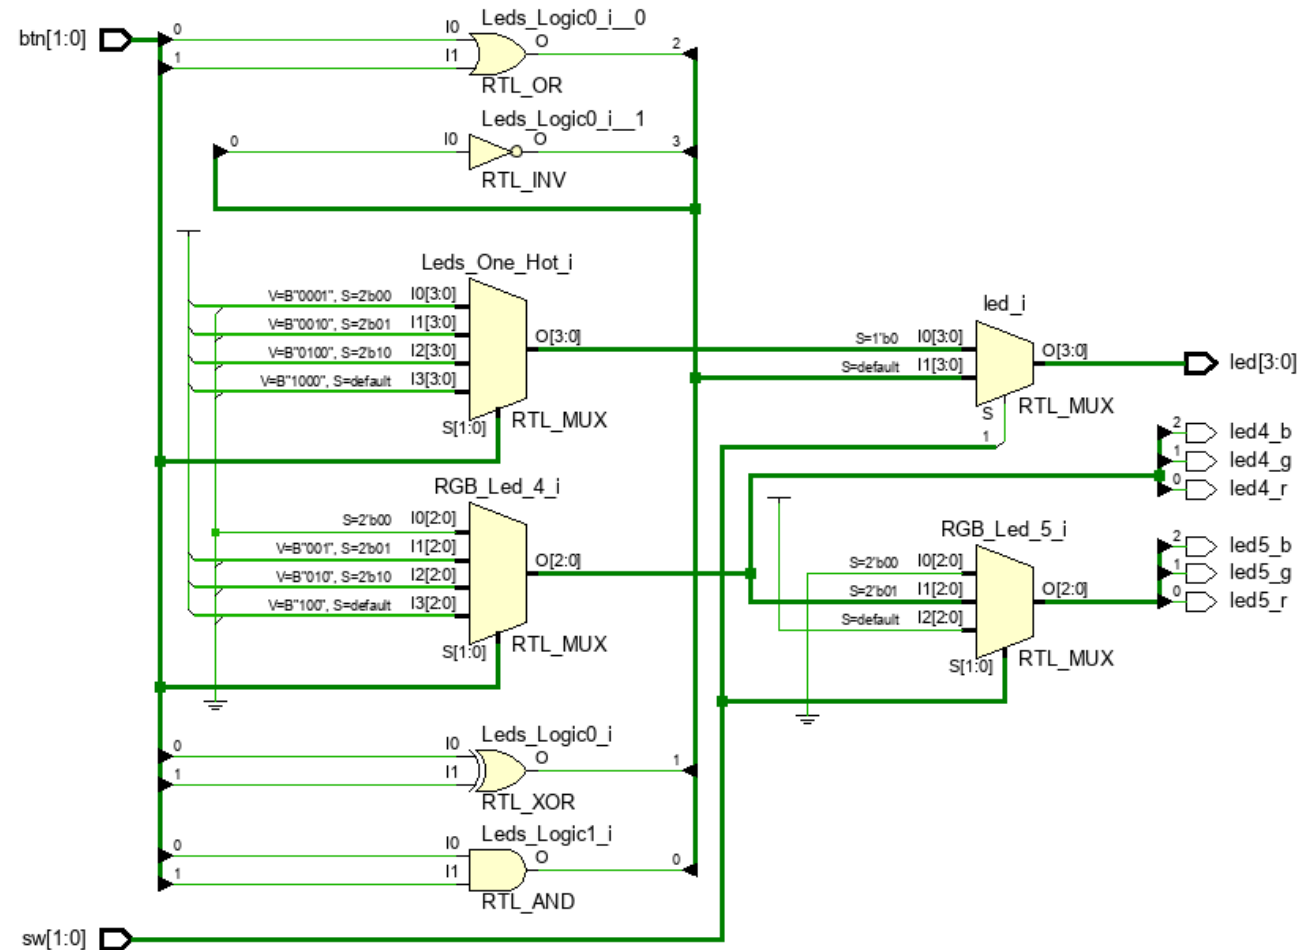 btn[1:0]
0
1
I0
I1
Leds_Logic0_i__0
O
RTL_OR
2
0
I0
Leds_Logic0_i__1
O
RTL_INV
3
Leds_One_Hot_i
V=B"0001", S=2'b00 I0[3:0]
V=B"0010", S=2'b01 I1[3:0]
V=B"0100", S=2'b10 I2[3:0]
V=B"1000", S=default I3[3:0]
S[1:0]
O[3:0]
RTL_MUX
led_i
S=1'b0 I0[3:0]
S=default I1[3:0]
S
1
O[3:0]
RTL_MUX
led[3:0]
RGB_Led_4_i
S=2'b00 I0[2:0]
V=B"001", S=2'b01 I1[2:0]
V=B"010", S=2'b10 I2[2:0]
V=B"100", S=default I3[2:0]
S[1:0]
O[2:0]
RTL_MUX
2 led4_b
1 led4_g
0 led4_r
RGB_Led_5_i
S=2'b00 I0[2:0]
S=2'b01 I1[2:0]
S=default I2[2:0]
S[1:0]
O[2:0]
RTL_MUX
2 led5_b
1 led5_g
0 led5_r
0
1
I0
I1
Leds_Logic0_i
O
RTL_XOR
1
0
1
I0
I1
Leds_Logic1_i
O
RTL_AND
0
sw[1:0]